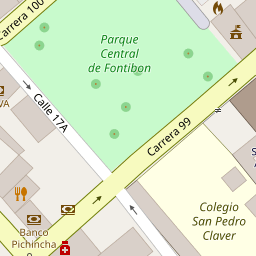 Carrera 100
Parque
Central
de Fontibon
Calle 17A
Carrera 99
Colegio
San Pedro
Claver
Banco
Pichincha